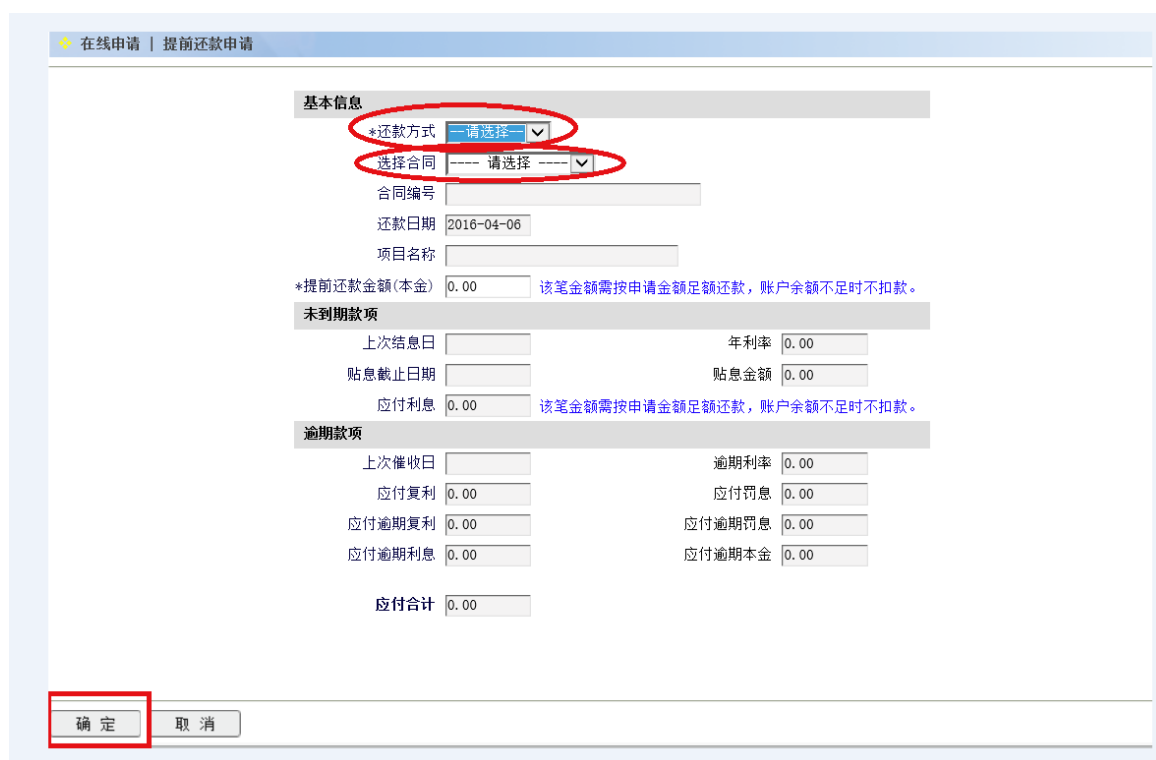 在线申请 | 提前还款申请
基本信息
*还款方式 —请选择—
选择合同 ---- 请选择 ----
合同编号
还款日期 2016-04-06
项目名称
*提前还款金额(本金) 0.00 该笔金额需按申请金额足额还款，账户余额不足时不扣款。
未到期款项
上次结息日 年利率 0.00
贴息截止日期 贴息金额 0.00
应付利息 0.00 该笔金额需按申请金额足额还款，账户余额不足时不扣款。
逾期款项
上次催收日 逾期利率 0.00
应付复利 0.00 应付罚息 0.00
应付逾期复利 0.00 应付逾期罚息 0.00
应付逾期利息 0.00 应付逾期本金 0.00
应付合计 0.00
确 定 取 消